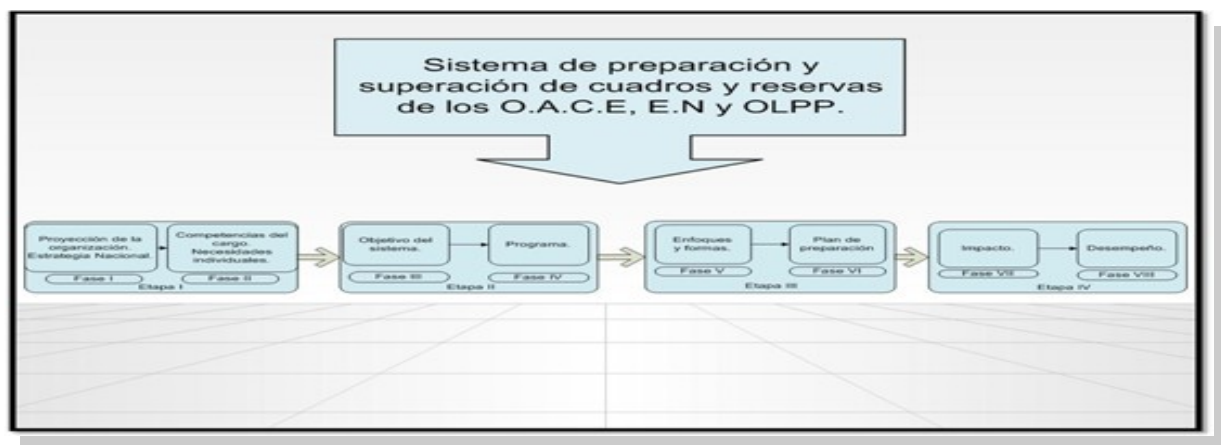 Sistema de preparación y
superación de cuadros y reservas
de los O.A.C.E, E.N y OLPP.
Proyección de la
organización.
Estrategia Nacional.
Fase I
Competencias del
cargo.
Necesidades
individuales.
Fase II
Etapa I
Objetivo del
sistema.
Fase III
Programa.
Fase IV
Etapa II
Enfoques
y formas.
Fase V
Plan de
preparación
Fase VI
Etapa III
Impacto.
Fase VII
Desempeño.
Fase VIII
Etapa IV